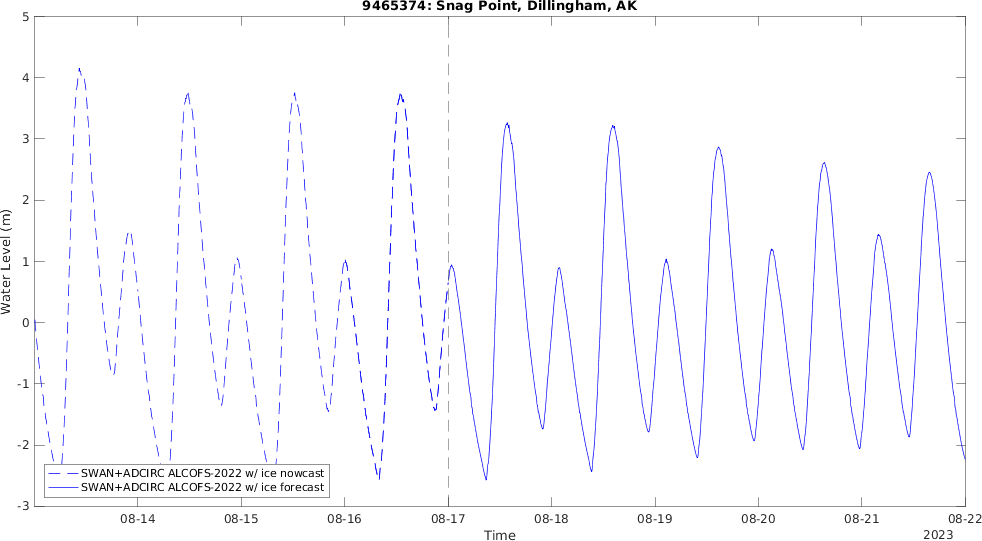 9465374: Snag Point, Dillingham, AK
5
4
3
2
1
0
-1
-2
-3
Water Level (m)
SWAN+ADCIRC ALCOFS-2022 w/ ice nowcast
SWAN+ADCIRC ALCOFS-2022 w/ ice forecast
08-14 08-15 08-16 08-17 08-18 08-19 08-20 08-21 08-22
Time
2023